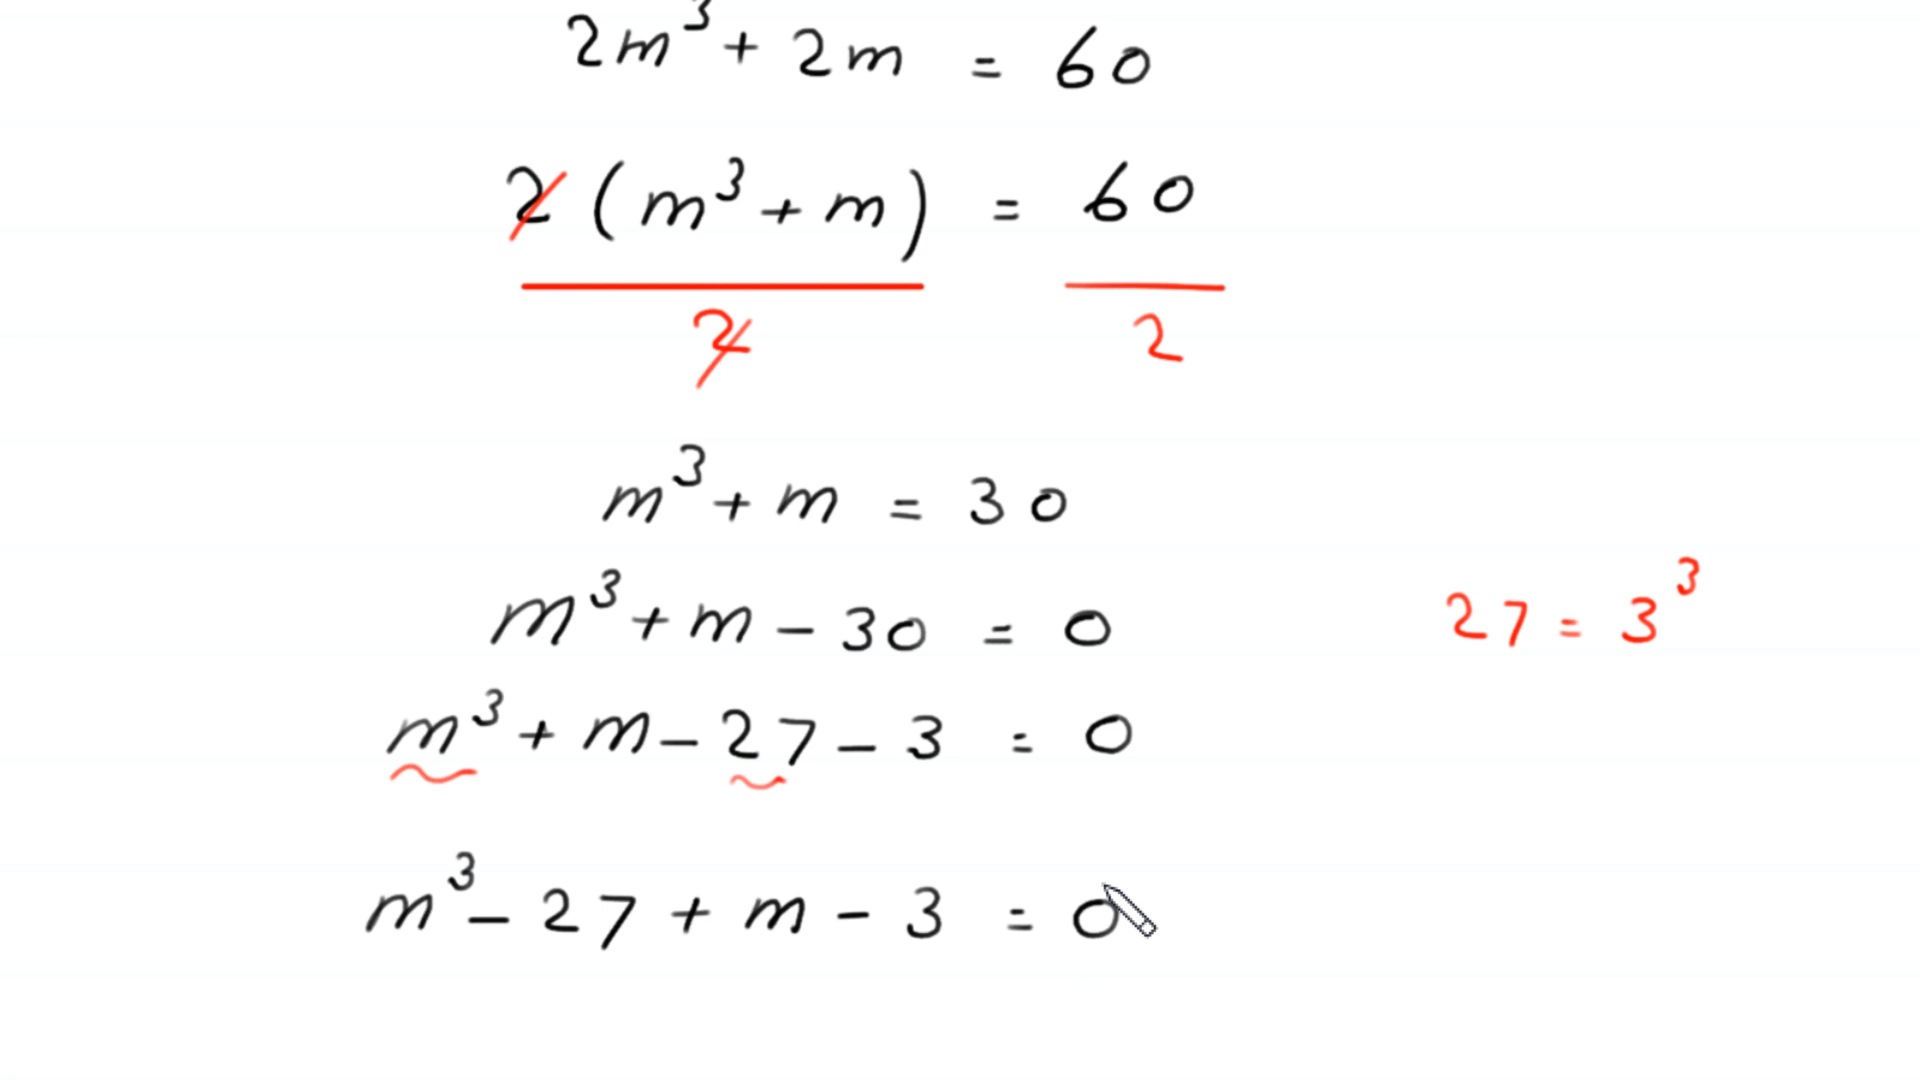 2m³ + 2m = 60
2 (m³ + m) = 60
2 2
m³ + m = 30
m³ + m - 30 = 0
27 = 3³
m³ + m - 27 - 3 = 0
m³ - 27 + m - 3 = 0